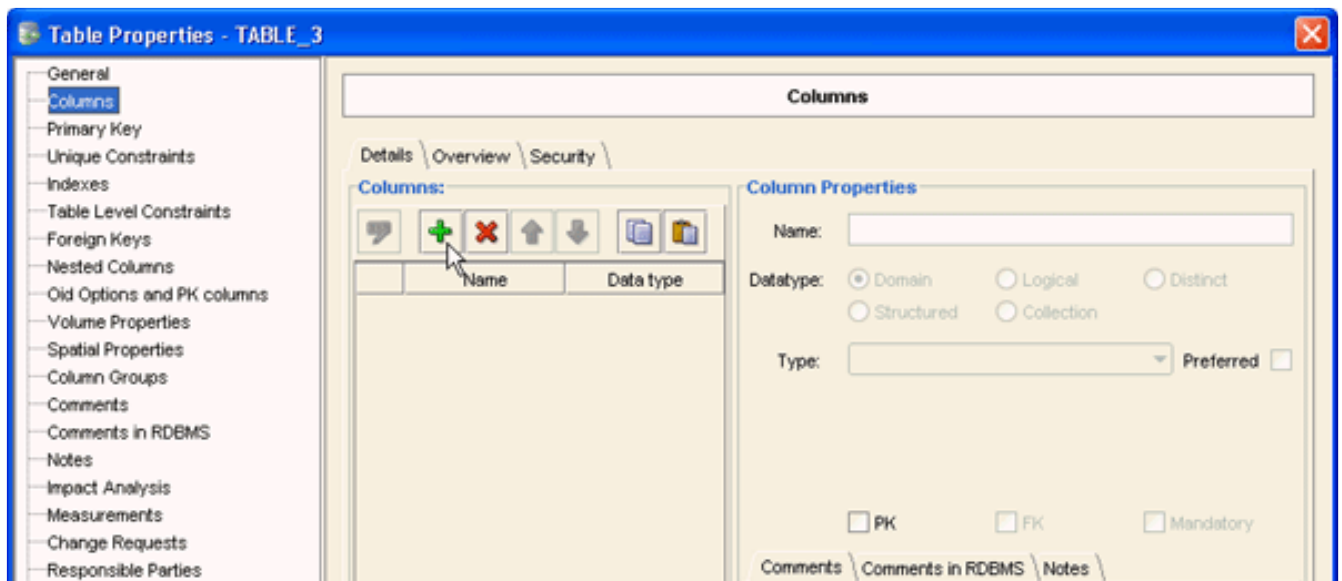 Table Properties - TABLE_3
General
Columns
Primary Key
Unique Constraints
Indexes
Table Level Constraints
Foreign Keys
Nested Columns
Oid Options and PK columns
Volume Properties
Spatial Properties
Column Groups
Comments
Comments in RDBMS
Notes
Impact Analysis
Measurements
Change Requests
Responsible Parties
Columns
Details Overview Security
Columns:
Name Data type
Column Properties
Name:
Datatype: Domain Logical Distinct
Structured Collection
Type: Preferred
PK FK Mandatory
Comments Comments in RDBMS Notes